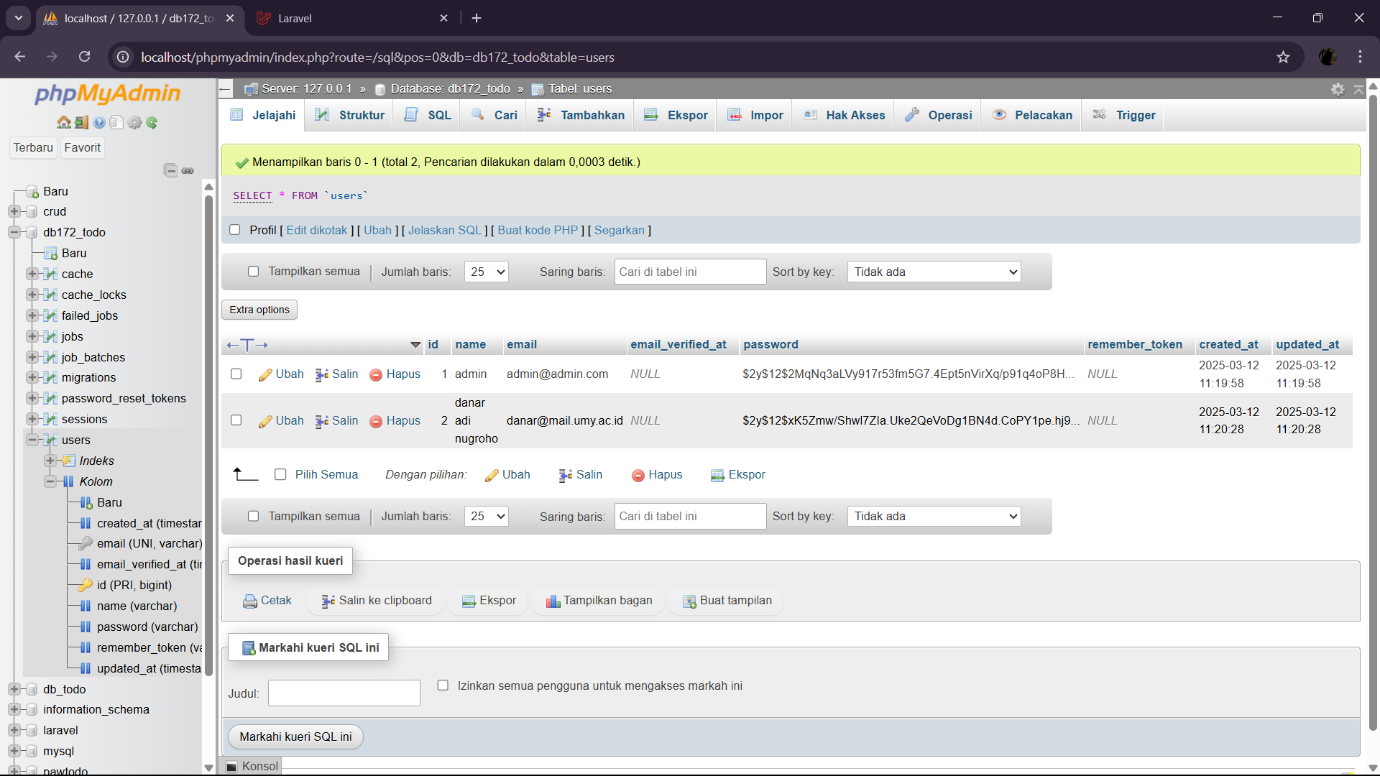 localhost / 127.0.0.1 / db172_to
Laravel
localhost/phpmyadmin/index.php?route=/sql&pos=0&db=db172_todo&table=users
phpMyAdmin
Terbaru Favorit
Baru
crud
db172_todo
Baru
cache
cache_locks
failed_jobs
jobs
job_batches
migrations
password_reset_tokens
sessions
users
Indeks
Kolom
Baru
created_at (timestar
email (UNI, varchar)
email_verified_at (ti
id (PRI, bigint)
name (varchar)
password (varchar)
remember_token (va
updated_at (timesta
db_todo
information_schema
laravel
mysql
pawtodo
Server: 127.0.0.1 » Database: db172_todo » Tabel: users
Jelajahi Struktur SQL Cari Tambahkan Ekspor Impor Hak Akses Operasi Pelacakan Trigger
Menampilkan baris 0 - 1 (total 2, Pencarian dilakukan dalam 0,0003 detik.)
SELECT * FROM `users`
Profil [ Edit dikotak ] [ Ubah ] [ Jelaskan SQL ] [ Buat kode PHP ] [ Segarkan ]
Tampilkan semua Jumlah baris: 25 Saring baris: Cari di tabel ini Sort by key: Tidak ada
Extra options
←T→ id name email email_verified_at password remember_token created_at updated_at
Ubah Salin Hapus 1 admin admin@admin.com NULL $2y$12$2MqNq3aLVy917r53fm5G7.4Ept5nVirXq/p91q4oP8H... NULL 2025-03-12 11:19:58 2025-03-12 11:19:58
Ubah Salin Hapus 2 danar adi nugroho danar@mail.umy.ac.id NULL $2y$12$xK5Zmw/Shwl7ZIa.Uke2QeVoDg1BN4d.CoPY1pe.hj9... NULL 2025-03-12 11:20:28 2025-03-12 11:20:28
Pilih Semua Dengan pilihan: Ubah Salin Hapus Ekspor
Tampilkan semua Jumlah baris: 25 Saring baris: Cari di tabel ini Sort by key: Tidak ada
Operasi hasil kueri
Cetak Salin ke clipboard Ekspor Tampilkan bagan Buat tampilan
Markahi kueri SQL ini
Judul: Izinkan semua pengguna untuk mengakses markah ini
Markahi kueri SQL ini
Konsol